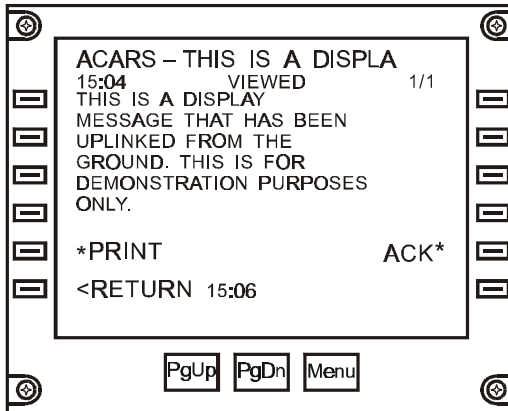 ACARS – THIS IS A DISPLA
15:04 VIEWED 1/1
THIS IS A DISPLAY
MESSAGE THAT HAS BEEN
UPLINKED FROM THE
GROUND. THIS IS FOR
DEMONSTRATION PURPOSES
ONLY.
*PRINT ACK*
<RETURN 15:06
PgUp PgDn Menu